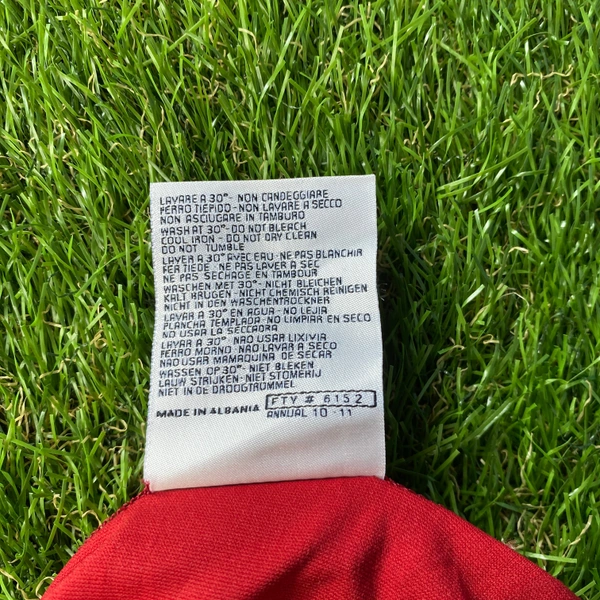 LAVARE A 30° - NON CANDEGGIARE
FERRO TIEPIDO - NON LAVARE A SECCO
NON ASCIUGARE IN TAMBURO
WASH AT 30° - DO NOT BLEACH
COOL IRON - DO NOT DRY CLEAN
DO NOT TUMBLE
LAVER A 30° AVEC EAU - NE PAS BLANCHIR
FER TIEDE - NE PAS LAVER A SEC
NE PAS SECHAGE EN TAMBOUR
WASCHEN MET 30° - NICHT BLEICHEN
KALT BRUGEN - NICHT CHEMISCH REINIGEN
NICHT IN DEN WASCHENTROCKNER
LAVAR A 30° EN AGUA - NO LEJIA
PLANCHA TEMPLADA - NO LIMPIAR EN SECO
NO USAR LA SECCADRA
LAVAR A 30° NAO USAR LIXIVIA
FERRO MORNO - NAO LAVAR A SECO
NAO USAR MAMAQUINA DE SECAR
WASSEN OP 30° - NIET BLEKEN
LAUW STRIJKEN - NIET STOMERIJ
NIET IN DE DROOGTROMMEL
MADE IN ALBANIA FTY # 6152
ANNUAL 10 - 11